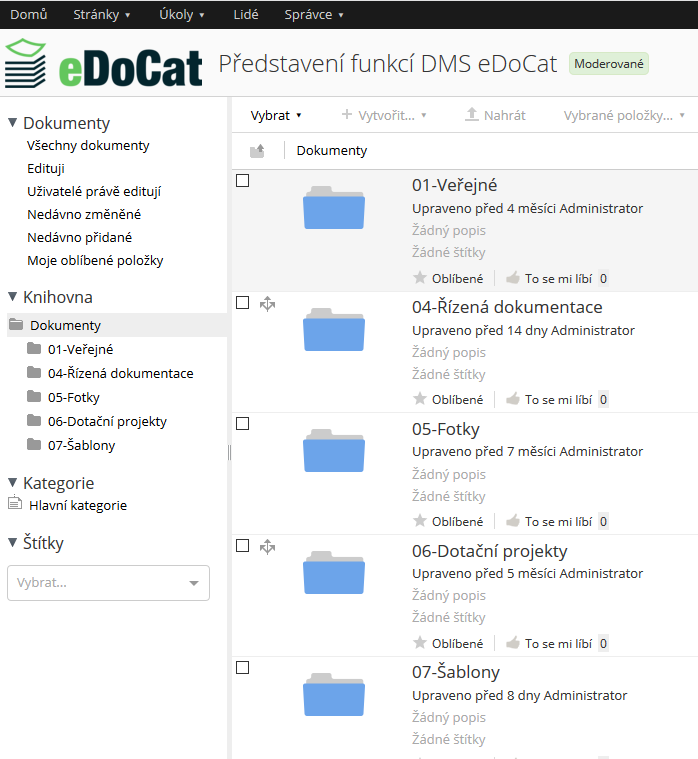 Domů Stránky Úkoly Lidé Správce
eDoCat Představení funkcí DMS eDoCat Moderované
Dokumenty
Všechny dokumenty
Edituji
Uživatelé právě editují
Nedávno změněné
Nedávno přidané
Moje oblíbené položky
Knihovna
Dokumenty
01-Veřejné
04-Řízená dokumentace
05-Fotky
06-Dotační projekty
07-Šablony
Kategorie
Hlavní kategorie
Štítky
Vybrat...
Vybrat Vytvořit... Nahrát Vybrané položky...
Dokumenty
01-Veřejné
Upraveno před 4 měsíci Administrator
Žádný popis
Žádné štítky
Oblíbené To se mi líbí 0
04-Řízená dokumentace
Upraveno před 14 dny Administrator
Žádný popis
Žádné štítky
Oblíbené To se mi líbí 0
05-Fotky
Upraveno před 7 měsíci Administrator
Žádný popis
Žádné štítky
Oblíbené To se mi líbí 0
06-Dotační projekty
Upraveno před 5 měsíci Administrator
Žádný popis
Žádné štítky
Oblíbené To se mi líbí 0
07-Šablony
Upraveno před 8 dny Administrator
Žádný popis
Žádné štítky